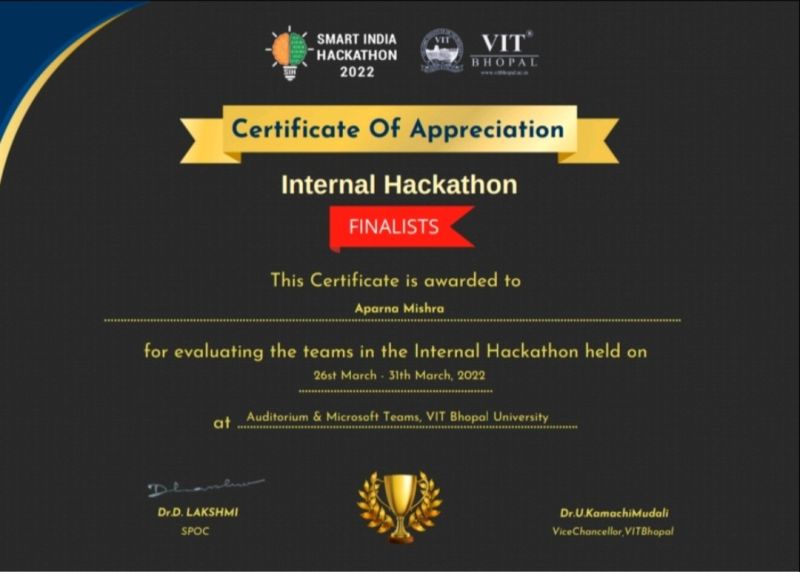 SMART INDIA
HACKATHON
2022
SIH
VIT
VIT®
BHOPAL
www.vitbhopal.ac.in
Certificate Of Appreciation
Internal Hackathon
FINALISTS
This Certificate is awarded to
Aparna Mishra
for evaluating the teams in the Internal Hackathon held on
26st March - 31th March, 2022
at Auditorium & Microsoft Teams, VIT Bhopal University
Dr.D. LAKSHMI
SPOC
Dr.U.KamachiMudali
ViceChancellor,VITBhopal